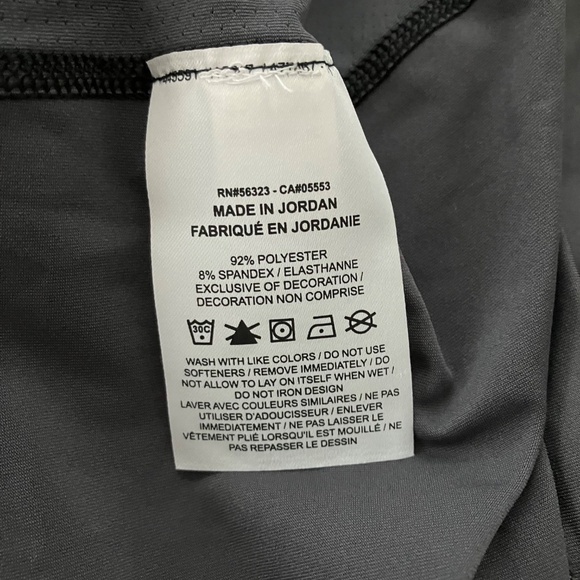 RN#56323 - CA#05553
MADE IN JORDAN
FABRIQUÉ EN JORDANIE
92% POLYESTER
8% SPANDEX / ELASTHANNE
EXCLUSIVE OF DECORATION /
DECORATION NON COMPRISE
30C
WASH WITH LIKE COLORS / DO NOT USE
SOFTENERS / REMOVE IMMEDIATELY / DO
NOT ALLOW TO LAY ON ITSELF WHEN WET /
DO NOT IRON DESIGN
LAVER AVEC COULEURS SIMILAIRES / NE PAS
UTILISER D'ADOUCISSEUR / ENLEVER
IMMEDIATEMENT / NE PAS LAISSER LE
VÊTEMENT PLIÉ LORSQU'IL EST MOUILLÉ / NE
PAS REPASSER LE DESSIN